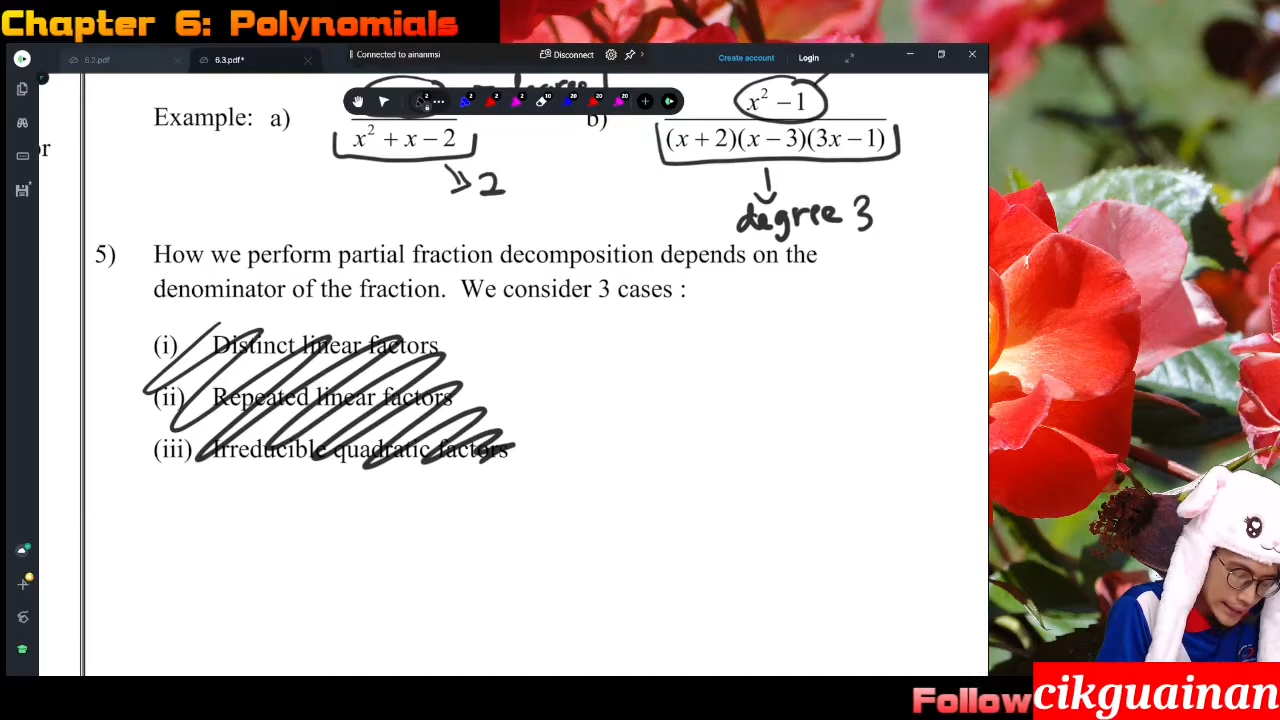 Chapter 6: Polynomials
6.2.pdf
6.3.pdf*
Connected to ainanmsi
Disconnect
Create account
Login
or
Example: a)
x² + x − 2
2
b)
x² − 1
(x + 2)(x − 3)(3x − 1)
degree 3
5) How we perform partial fraction decomposition depends on the
denominator of the fraction. We consider 3 cases :
(i) Distinct linear factors
(ii) Repeated linear factors
(iii) Irreducible quadratic factors
Follow cikguainan